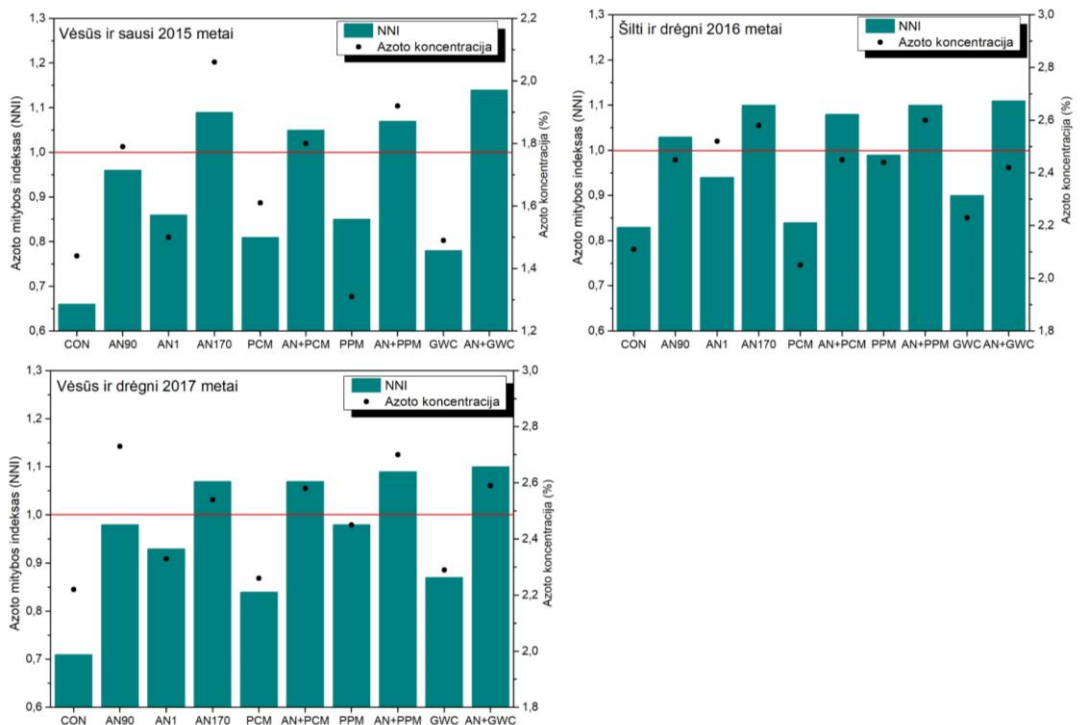 Vėsūs ir sausi 2015 metai
NNI
Azoto koncentracija
Azoto mitybos indeksas (NNI)
1,3
1,2
1,1
1,0
0,9
0,8
0,7
0,6
2,2
2,0
1,8
1,6
1,4
1,2
Azoto koncentracija (%)
CON AN90 AN1 AN170 PCM AN+PCM PPM AN+PPM GWC AN+GWC
Šilti ir drėgni 2016 metai
NNI
Azoto koncentracija
Azoto mitybos indeksas (NNI)
1,3
1,2
1,1
1,0
0,9
0,8
0,7
0,6
3,0
2,8
2,6
2,4
2,2
2,0
1,8
Azoto koncentracija (%)
CON AN90 AN1 AN170 PCM AN+PCM PPM AN+PPM GWC AN+GWC
Vėsūs ir drėgni 2017 metai
NNI
Azoto koncentracija
Azoto mitybos indeksas (NNI)
1,3
1,2
1,1
1,0
0,9
0,8
0,7
0,6
3,0
2,8
2,6
2,4
2,2
2,0
1,8
Azoto koncentracija (%)
CON AN90 AN1 AN170 PCM AN+PCM PPM AN+PPM GWC AN+GWC